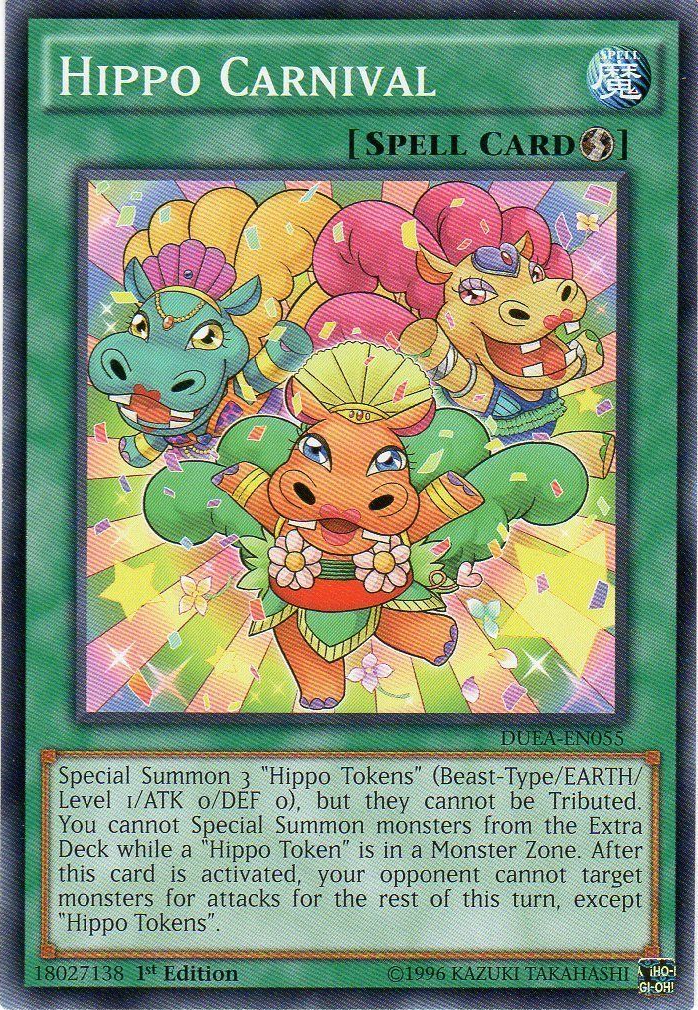 Hippo Carnival
SPELL
魔
[Spell Card]
DUEA-EN055
Special Summon 3 "Hippo Tokens" (Beast-Type/EARTH/
Level 1/ATK 0/DEF 0), but they cannot be Tributed.
You cannot Special Summon monsters from the Extra
Deck while a "Hippo Token" is in a Monster Zone. After
this card is activated, your opponent cannot target
monsters for attacks for the rest of this turn, except
"Hippo Tokens".
18027138 1st Edition
©1996 KAZUKI TAKAHASHI
GI-OH!